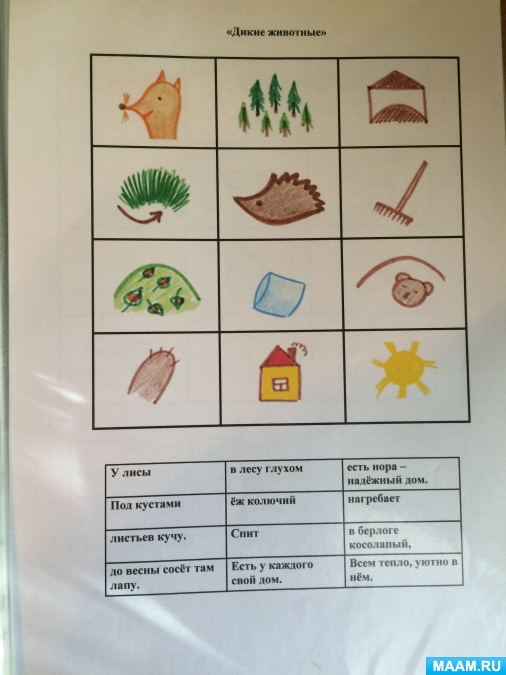 «Дикие животные»
У лисы
в лесу глухом
есть нора –
надёжный дом.
Под кустами
ёж колючий
нагребает
листьев кучу.
Спит
в берлоге
косолапый,
до весны сосёт там
лапу.
Есть у каждого
свой дом.
Всем тепло, уютно в
нём.
MAAM.RU